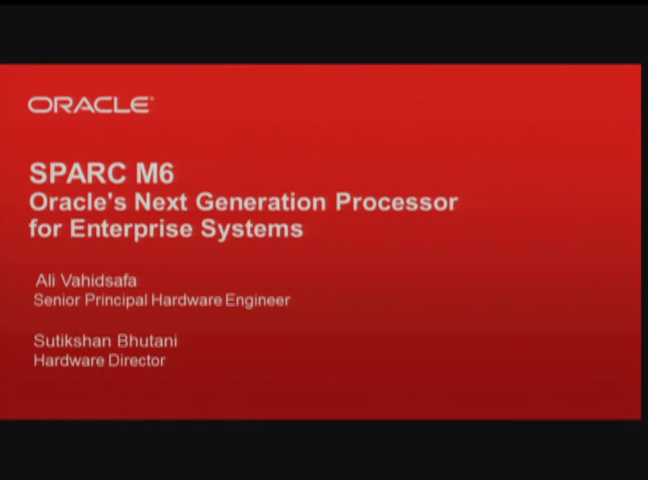 ORACLE
SPARC M6
Oracle's Next Generation Processor
for Enterprise Systems
Ali Vahidsafa
Senior Principal Hardware Engineer
Sutikshan Bhutani
Hardware Director